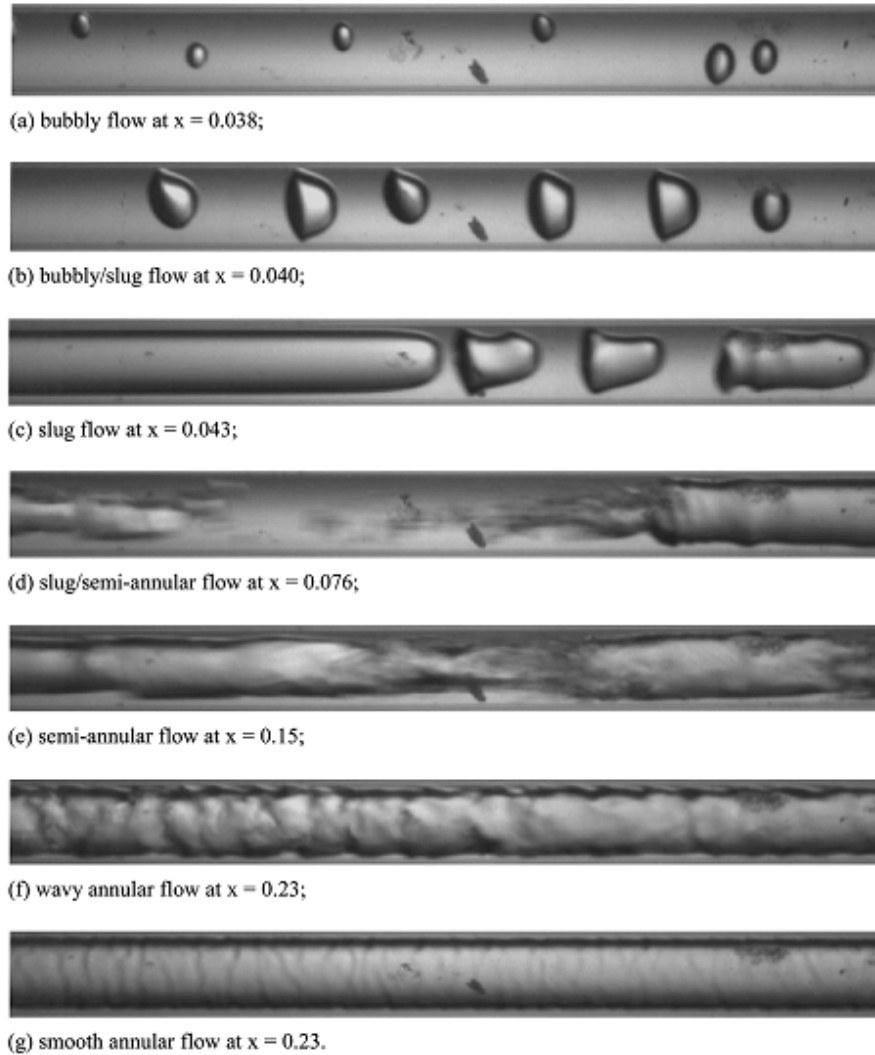 (a) bubbly flow at x = 0.038;
(b) bubbly/slug flow at x = 0.040;
(c) slug flow at x = 0.043;
(d) slug/semi-annular flow at x = 0.076;
(e) semi-annular flow at x = 0.15;
(f) wavy annular flow at x = 0.23;
(g) smooth annular flow at x = 0.23.